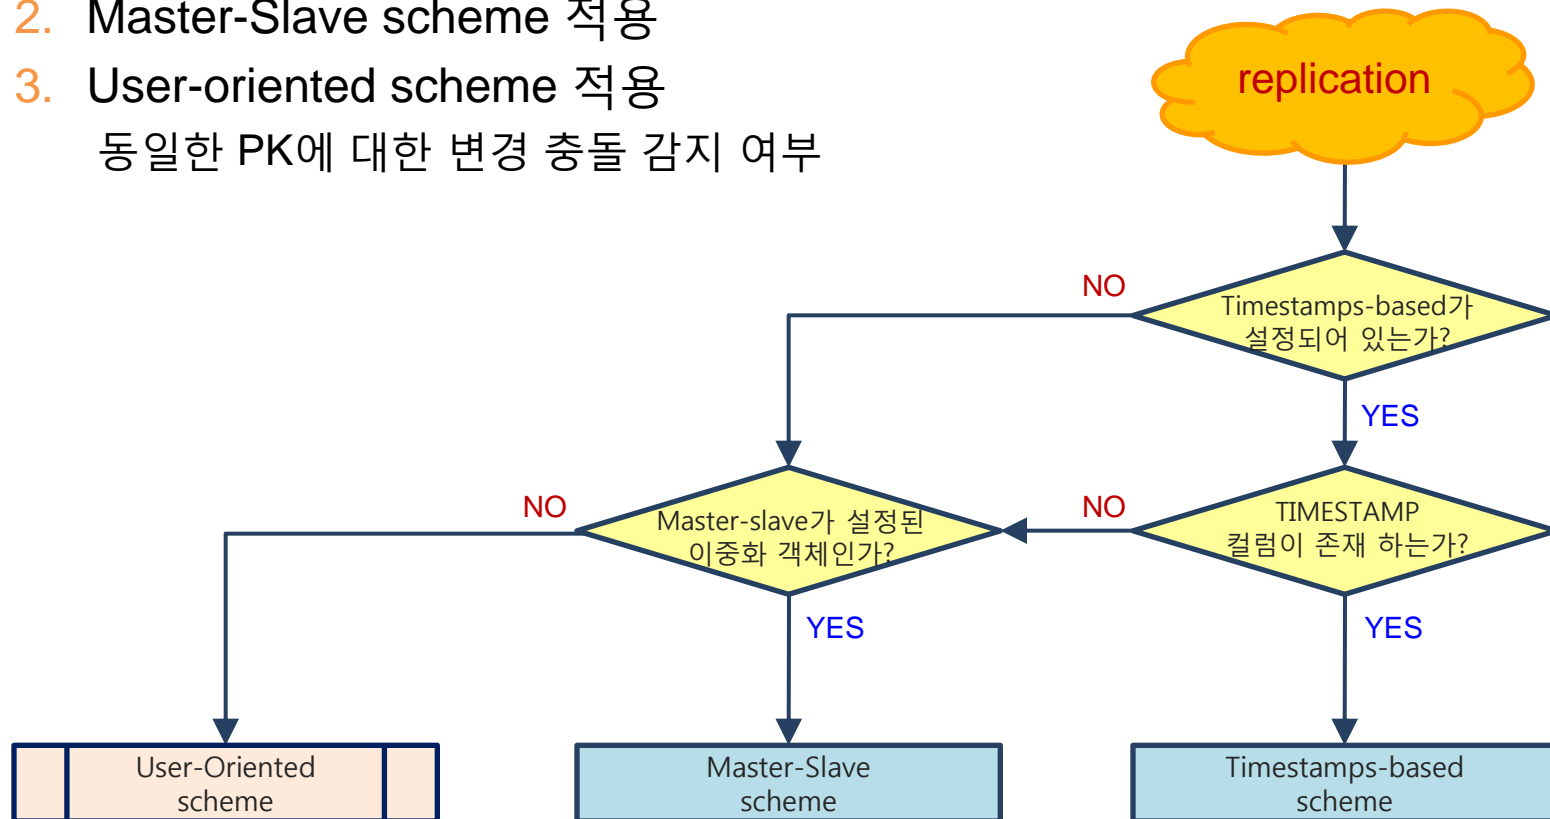 2. Master-Slave scheme 적용
3. User-oriented scheme 적용
동일한 PK에 대한 변경 충돌 감지 여부
replication
NO
Timestamps-based가
설정되어 있는가?
YES
NO
Master-slave가 설정된
이중화 객체인가?
NO
TIMESTAMP
컬럼이 존재 하는가?
YES
YES
User-Oriented
scheme
Master-Slave
scheme
Timestamps-based
scheme